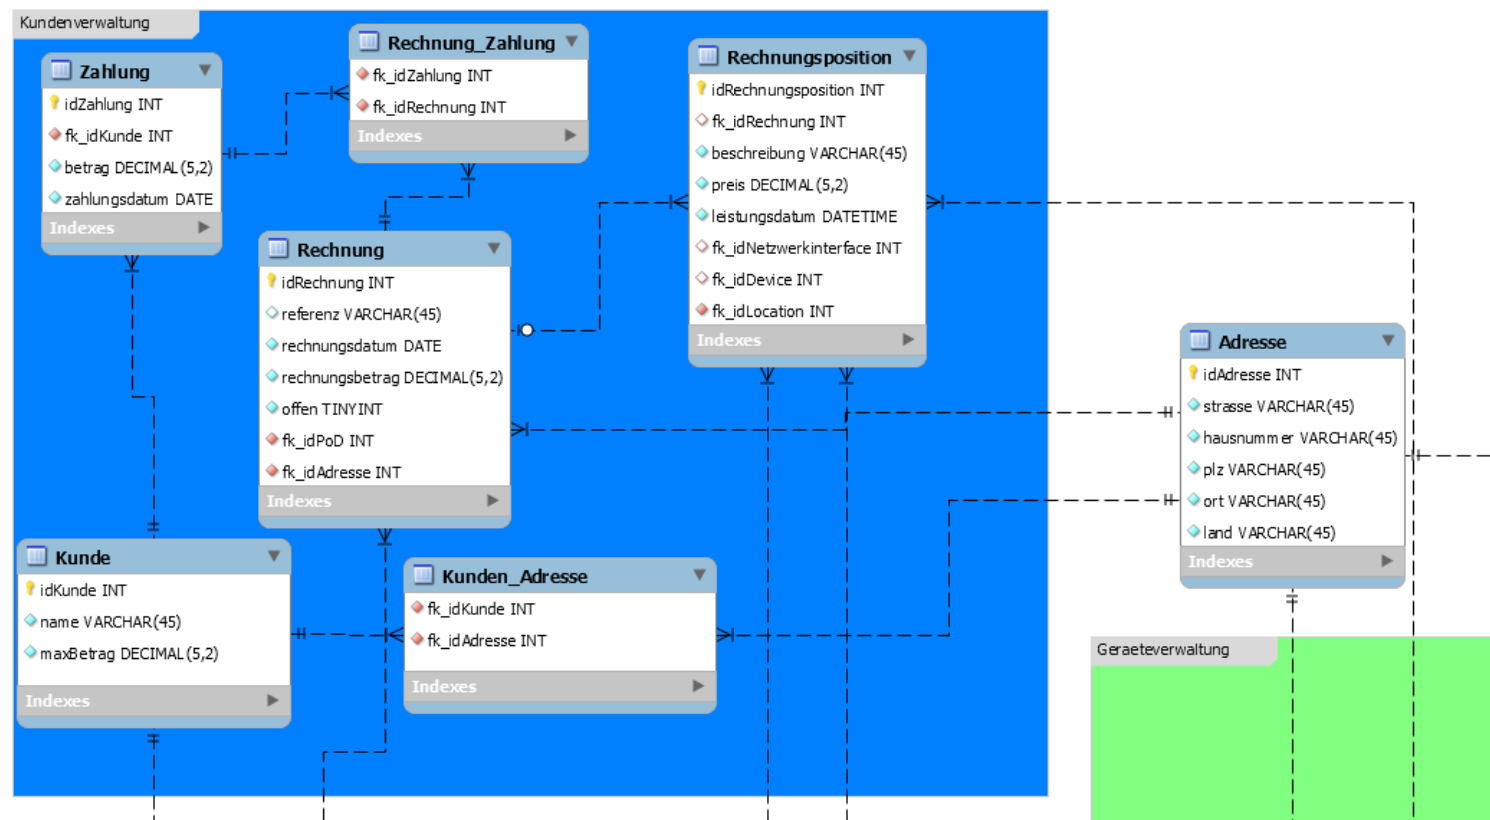 Kundenverwaltung
Zahlung
idZahlung INT
fk_idKunde INT
betrag DECIMAL(5,2)
zahlungsdatum DATE
Indexes
Rechnung_Zahlung
fk_idZahlung INT
fk_idRechnung INT
Indexes
Rechnungsposition
idRechnungsposition INT
fk_idRechnung INT
beschreibung VARCHAR(45)
preis DECIMAL(5,2)
leistungsdatum DATETIME
fk_idNetzwerkinterface INT
fk_idDevice INT
fk_idLocation INT
Indexes
Rechnung
idRechnung INT
referenz VARCHAR(45)
rechnungsdatum DATE
rechnungsbetrag DECIMAL(5,2)
offen TINYINT
fk_idPoD INT
fk_idAdresse INT
Indexes
Adresse
idAdresse INT
strasse VARCHAR(45)
hausnummer VARCHAR(45)
plz VARCHAR(45)
ort VARCHAR(45)
land VARCHAR(45)
Indexes
Kunde
idKunde INT
name VARCHAR(45)
maxBetrag DECIMAL(5,2)
Indexes
Kunden_Adresse
fk_idKunde INT
fk_idAdresse INT
Indexes
Geraeteverwaltung